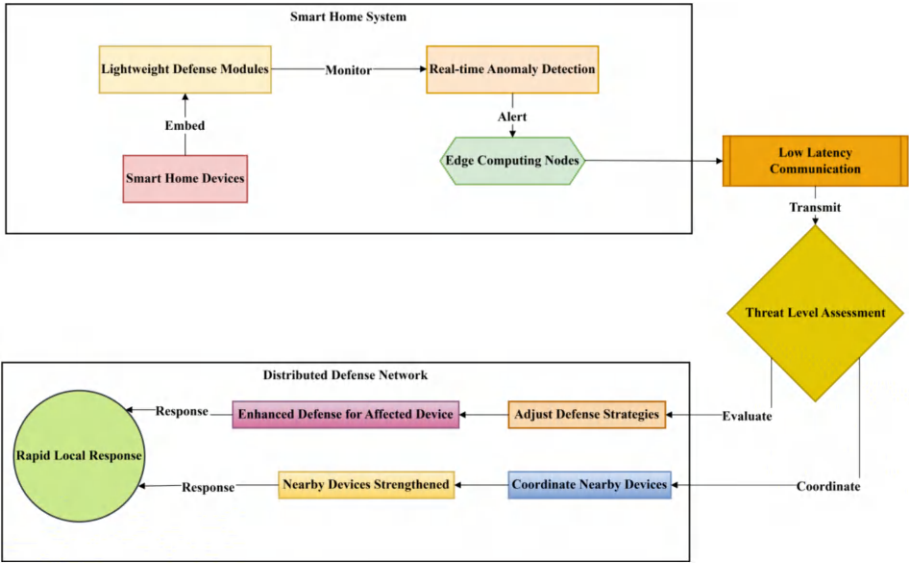 Smart Home System
Lightweight Defense Modules
Monitor
Real-time Anomaly Detection
Embed
Alert
Smart Home Devices
Edge Computing Nodes
Low Latency
Communication
Transmit
Threat Level Assessment
Distributed Defense Network
Response
Enhanced Defense for Affected Device
Adjust Defense Strategies
Evaluate
Rapid Local Response
Response
Nearby Devices Strengthened
Coordinate Nearby Devices
Coordinate